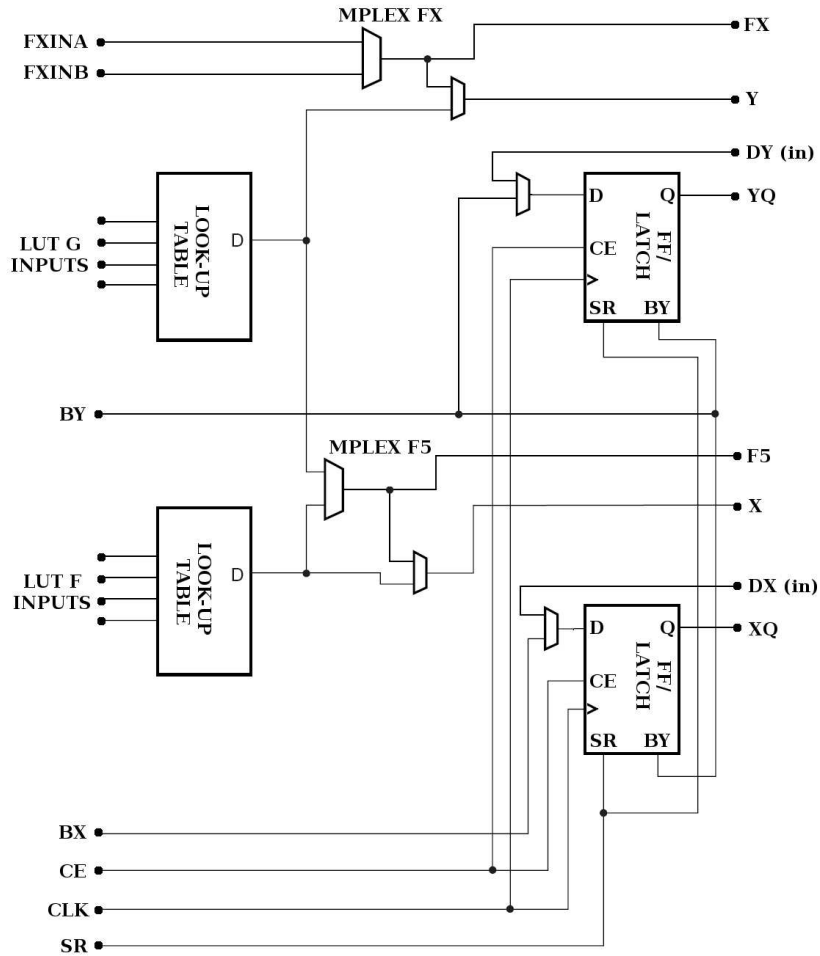 MPLEX FX
FXINA
FX
FXINB
Y
DY (in)
LOOK-UP
TABLE
D
D
Q
YQ
LUT G
INPUTS
FF/
LATCH
CE
SR
BY
BY
MPLEX F5
F5
X
LOOK-UP
TABLE
D
LUT F
INPUTS
DX (in)
D
Q
XQ
FF/
LATCH
CE
SR
BY
BX
CE
CLK
SR